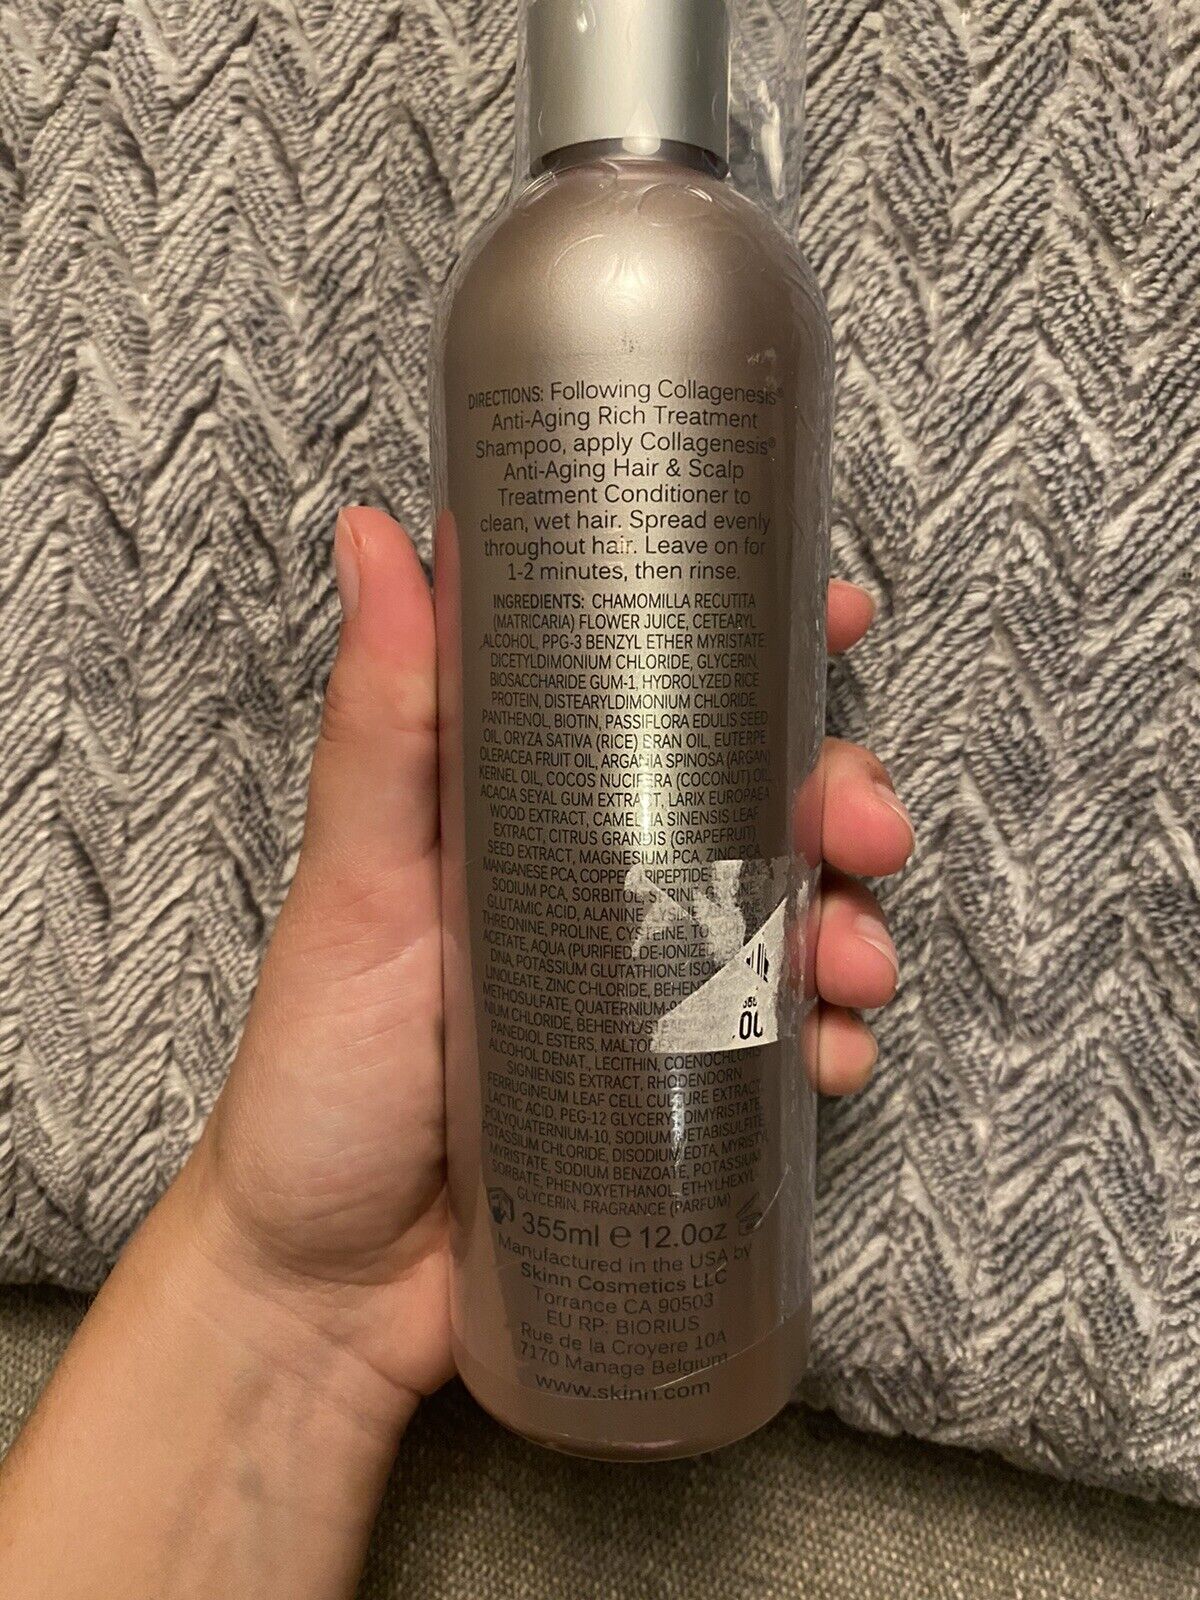 DIRECTIONS: Following Collagenesis®
Anti-Aging Rich Treatment
Shampoo, apply Collagenesis®
Anti-Aging Hair & Scalp
Treatment Conditioner to
clean, wet hair. Spread evenly
throughout hair. Leave on for
1-2 minutes, then rinse.
INGREDIENTS: CHAMOMILLA RECUTITA
(MATRICARIA) FLOWER JUICE, CETEARYL
ALCOHOL, PPG-3 BENZYL ETHER MYRISTATE,
DICETYLDIMONIUM CHLORIDE, GLYCERIN,
BIOSACCHARIDE GUM-1, HYDROLYZED RICE
PROTEIN, DISTEARYLDIMONIUM CHLORIDE,
PANTHENOL, BIOTIN, PASSIFLORA EDULIS SEED
OIL, ORYZA SATIVA (RICE) BRAN OIL, EUTERPE
OLERACEA FRUIT OIL, ARGANIA SPINOSA (ARGAN)
KERNEL OIL, COCOS NUCIFERA (COCONUT) OIL,
ACACIA SEYAL GUM EXTRACT, LARIX EUROPAEA
WOOD EXTRACT, CAMELLIA SINENSIS LEAF
EXTRACT, CITRUS GRANDIS (GRAPEFRUIT)
SEED EXTRACT, MAGNESIUM PCA, ZINC PCA,
MANGANESE PCA, COPPER
SODIUM PCA, SORBITOL, SERINE,
GLUTAMIC ACID, ALANINE, LYSINE,
THREONINE, PROLINE, CYSTEINE,
ACETATE, AQUA (PURIFIED, DE-IONIZED,
DNA, POTASSIUM GLUTATHIONE
LINOLEATE, ZINC CHLORIDE,
METHOSULFATE,
NIUM CHLORIDE,
PANEDIOL ESTERS,
ALCOHOL DENAT., LECITHIN, COENOCHLORIS
SIGNIENSIS EXTRACT, RHODENDORN
FERRUGINEUM LEAF CELL CULTURE EXTRACT,
LACTIC ACID, PEG-12 GLYCERYL DIMYRISTATE,
POLYQUATERNIUM-10, SODIUM METABISULFITE,
POTASSIUM CHLORIDE, DISODIUM EDTA, MYRISTYL
MYRISTATE, SODIUM BENZOATE, POTASSIUM
SORBATE, PHENOXYETHANOL, ETHYLHEXYL
GLYCERIN, FRAGRANCE (PARFUM)
355ml ℮ 12.0oz
Manufactured in the USA by
Skinn Cosmetics LLC
Torrance CA 90503
EU RP: BIORIUS
Rue de la Croyere 10A
7170 Manage Belgium
www.skinn.com